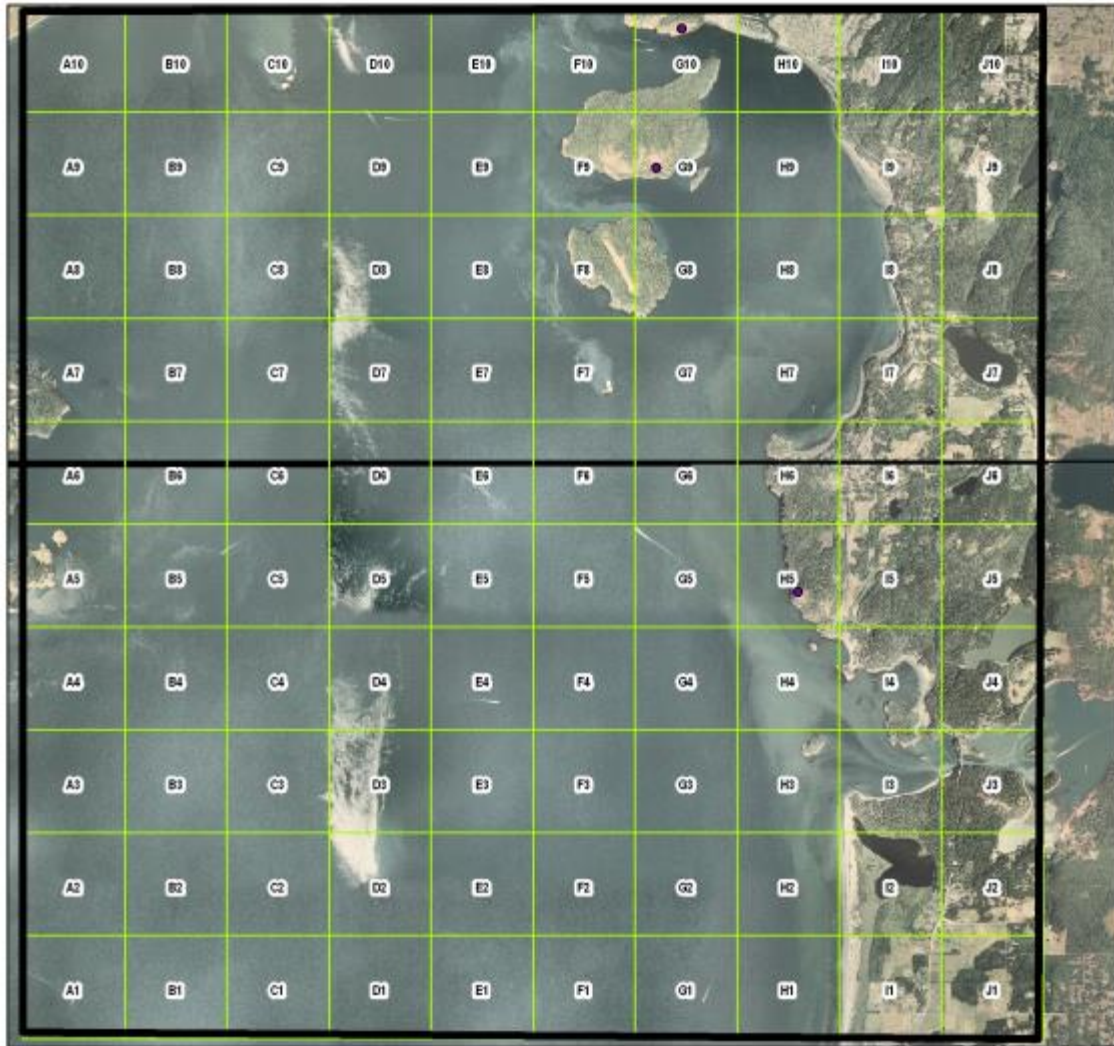 A10 B10 C10 D10 E10 F10 G10 H10 I10 J10
A9 B9 C9 D9 E9 F9 G9 H9 I9 J9
A8 B8 C8 D8 E8 F8 G8 H8 I8 J8
A7 B7 C7 D7 E7 F7 G7 H7 I7 J7
A6 B6 C6 D6 E6 F6 G6 H6 I6 J6
A5 B5 C5 D5 E5 F5 G5 H5 I5 J5
A4 B4 C4 D4 E4 F4 G4 H4 I4 J4
A3 B3 C3 D3 E3 F3 G3 H3 I3 J3
A2 B2 C2 D2 E2 F2 G2 H2 I2 J2
A1 B1 C1 D1 E1 F1 G1 H1 I1 J1